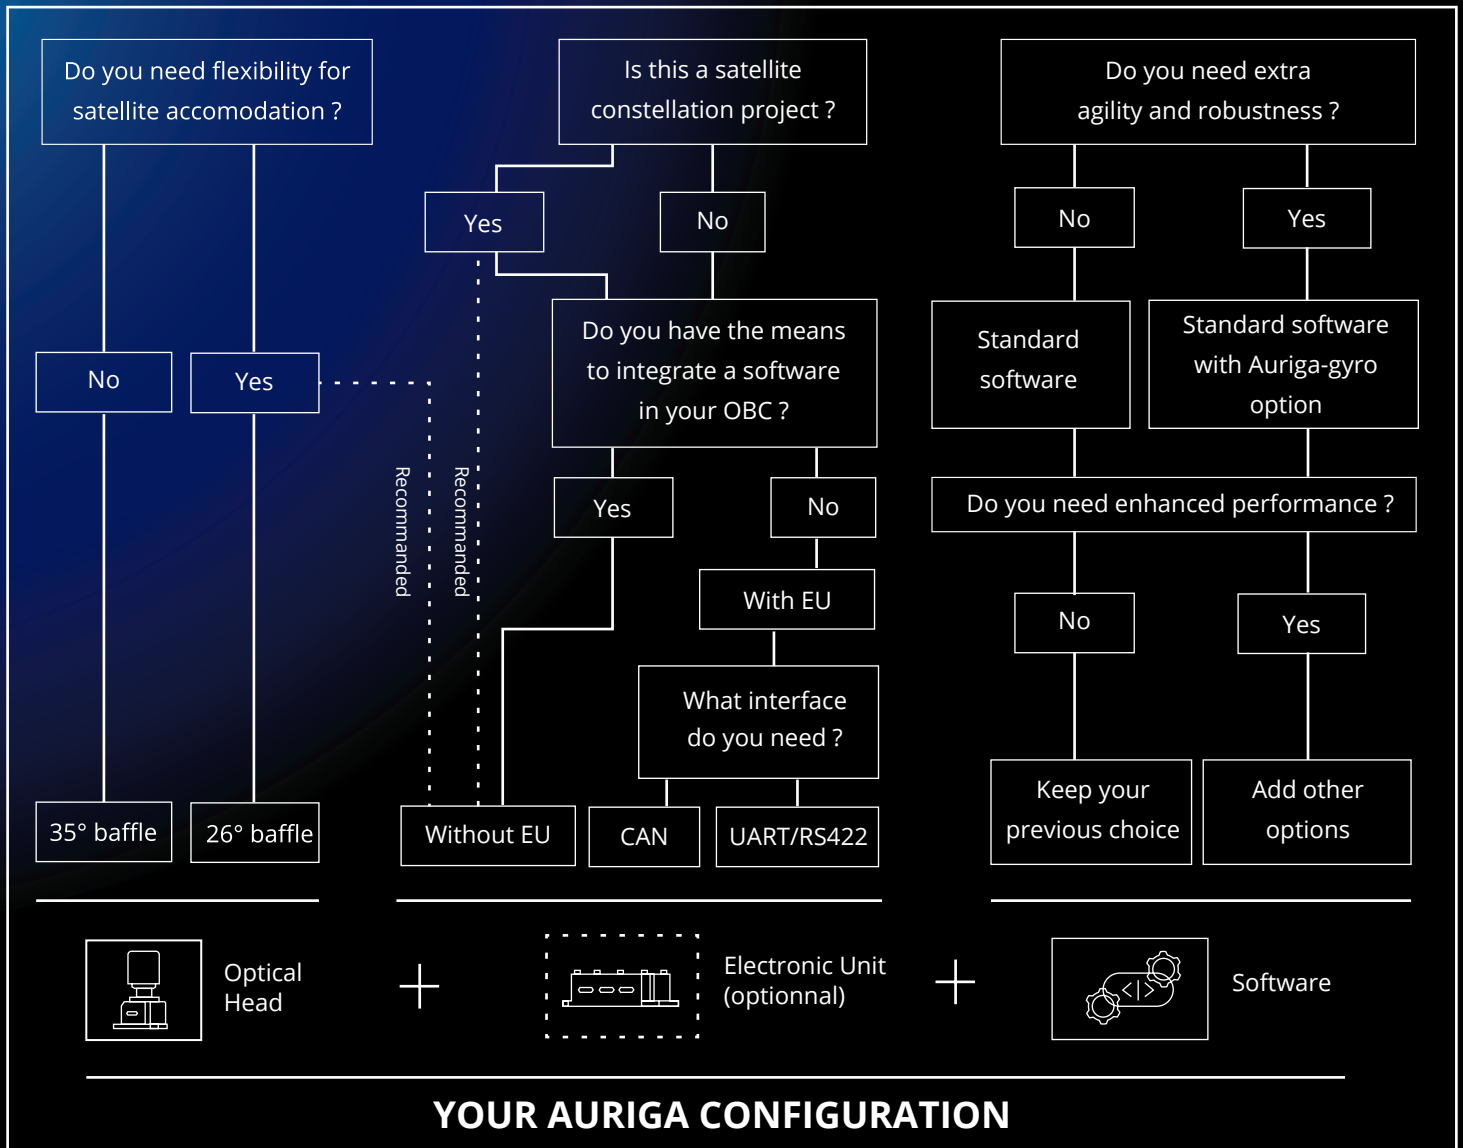 Do you need flexibility for
satellite accomodation ?
No
Yes
Recommanded
35° baffle
26° baffle
Is this a satellite
constellation project ?
Yes
No
Recommanded
Do you have the means
to integrate a software
in your OBC ?
Yes
No
With EU
What interface
do you need ?
Without EU
CAN
UART/RS422
Do you need extra
agility and robustness ?
No
Yes
Standard
software
Standard software
with Auriga-gyro
option
Do you need enhanced performance ?
No
Yes
Keep your
previous choice
Add other
options
Optical
Head
+
Electronic Unit
(optionnal)
+
<|>
Software
YOUR AURIGA CONFIGURATION